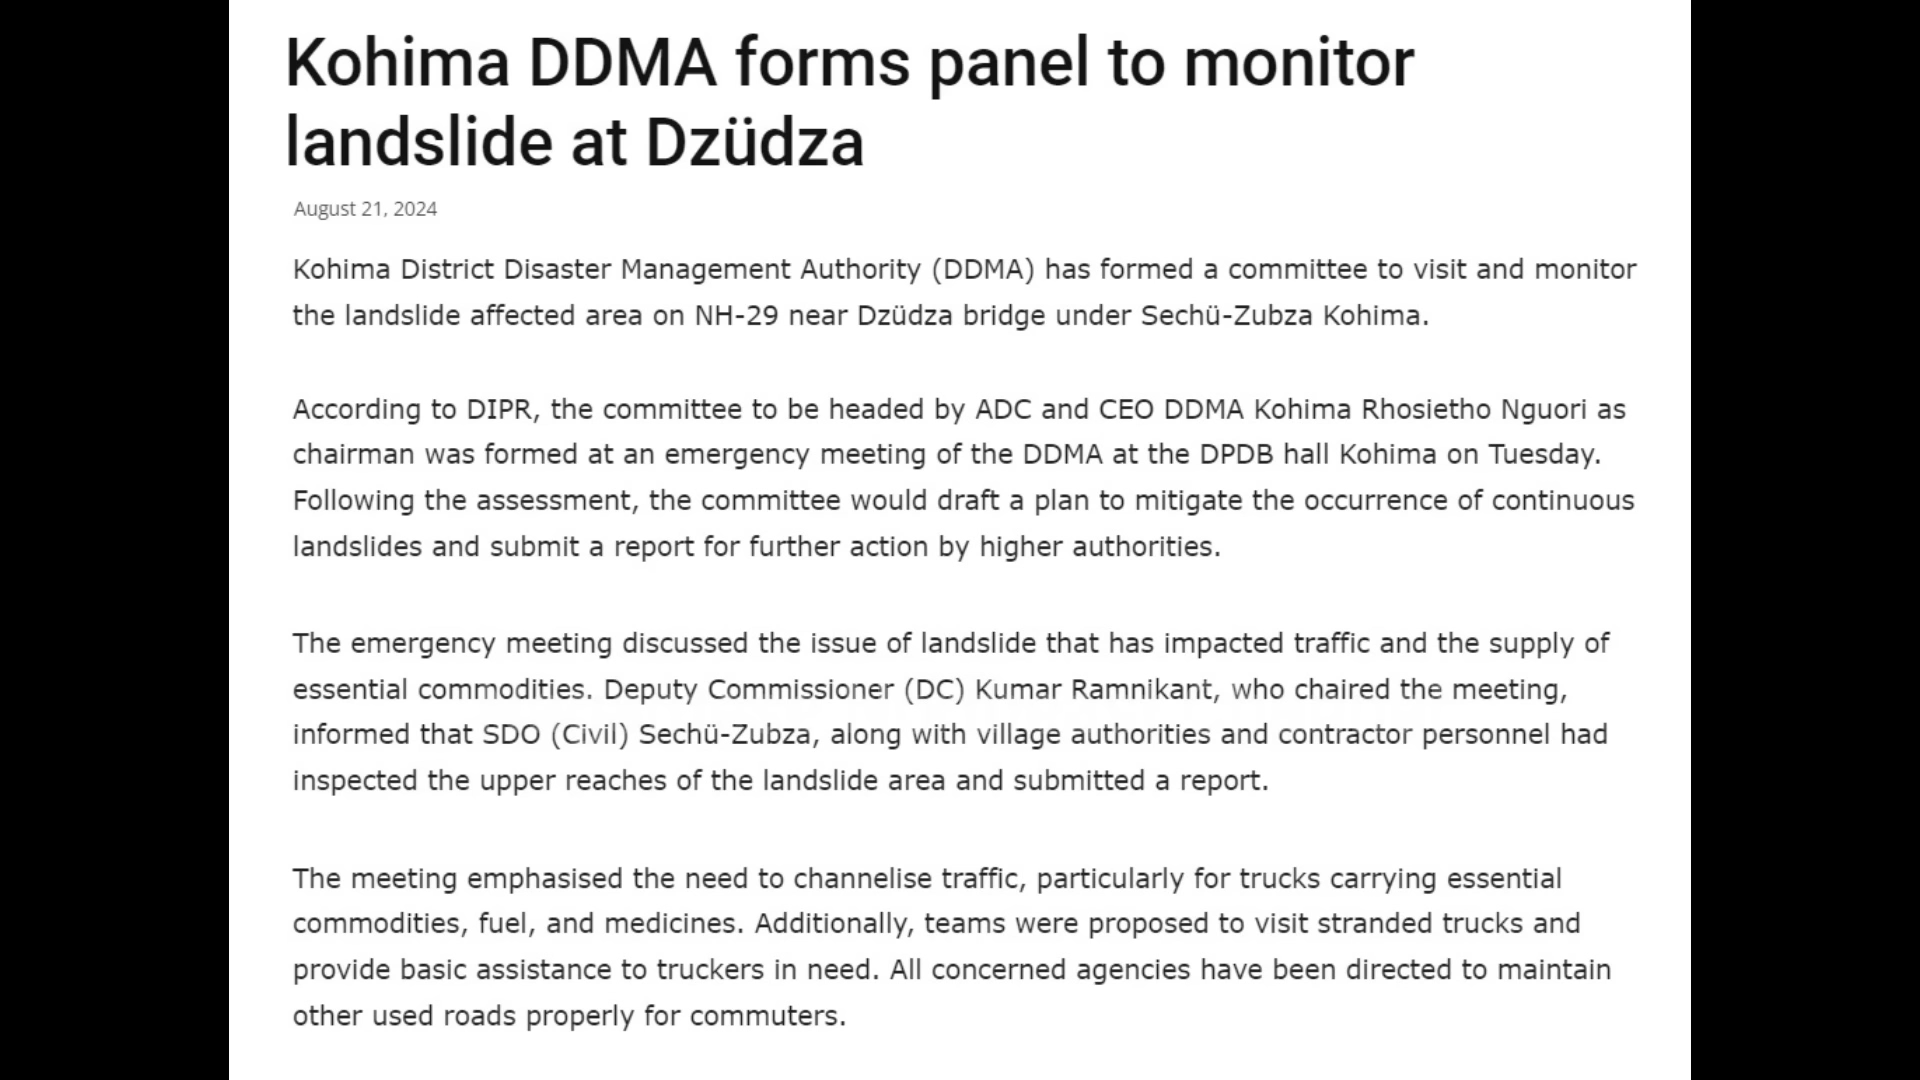 Kohima DDMA forms panel to monitor
landslide at Dzüdza
August 21, 2024
Kohima District Disaster Management Authority (DDMA) has formed a committee to visit and monitor
the landslide affected area on NH-29 near Dzüdza bridge under Sechü-Zubza Kohima.
According to DIPR, the committee to be headed by ADC and CEO DDMA Kohima Rhosietho Nguori as
chairman was formed at an emergency meeting of the DDMA at the DPDB hall Kohima on Tuesday.
Following the assessment, the committee would draft a plan to mitigate the occurrence of continuous
landslides and submit a report for further action by higher authorities.
The emergency meeting discussed the issue of landslide that has impacted traffic and the supply of
essential commodities. Deputy Commissioner (DC) Kumar Ramnikant, who chaired the meeting,
informed that SDO (Civil) Sechü-Zubza, along with village authorities and contractor personnel had
inspected the upper reaches of the landslide area and submitted a report.
The meeting emphasised the need to channelise traffic, particularly for trucks carrying essential
commodities, fuel, and medicines. Additionally, teams were proposed to visit stranded trucks and
provide basic assistance to truckers in need. All concerned agencies have been directed to maintain
other used roads properly for commuters.